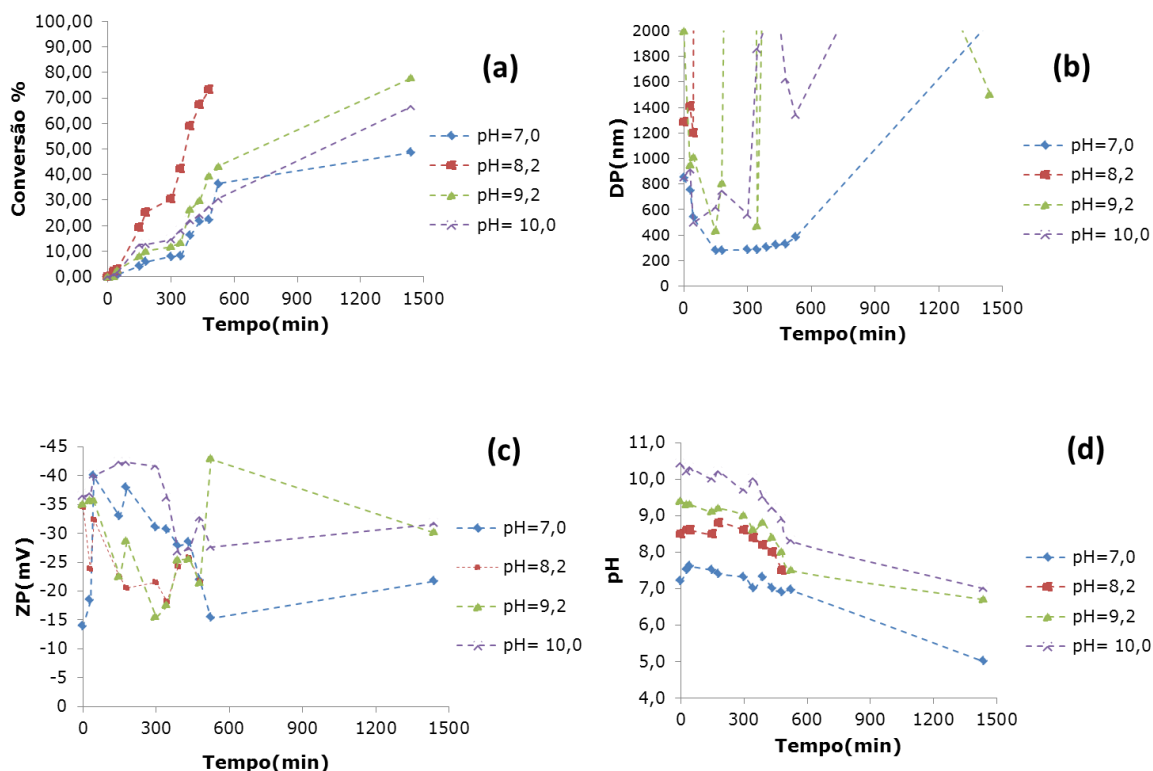 (a)
Conversão %
100,00
90,00
80,00
70,00
60,00
50,00
40,00
30,00
20,00
10,00
0,00
0 300 600 900 1200 1500
Tempo(min)
pH=7,0
pH=8,2
pH=9,2
pH= 10,0
(b)
DP(nm)
2000
1800
1600
1400
1200
1000
800
600
400
200
0
0 300 600 900 1200 1500
Tempo(min)
pH=7,0
pH=8,2
pH=9,2
pH= 10,0
(c)
ZP(mV)
-45
-40
-35
-30
-25
-20
-15
-10
-5
0
0 300 600 900 1200 1500
Tempo(min)
pH=7,0
pH=8,2
pH=9,2
pH= 10,0
(d)
pH
11,0
10,0
9,0
8,0
7,0
6,0
5,0
4,0
0 300 600 900 1200 1500
Tempo(min)
pH=7,0
pH=8,2
pH=9,2
pH= 10,0